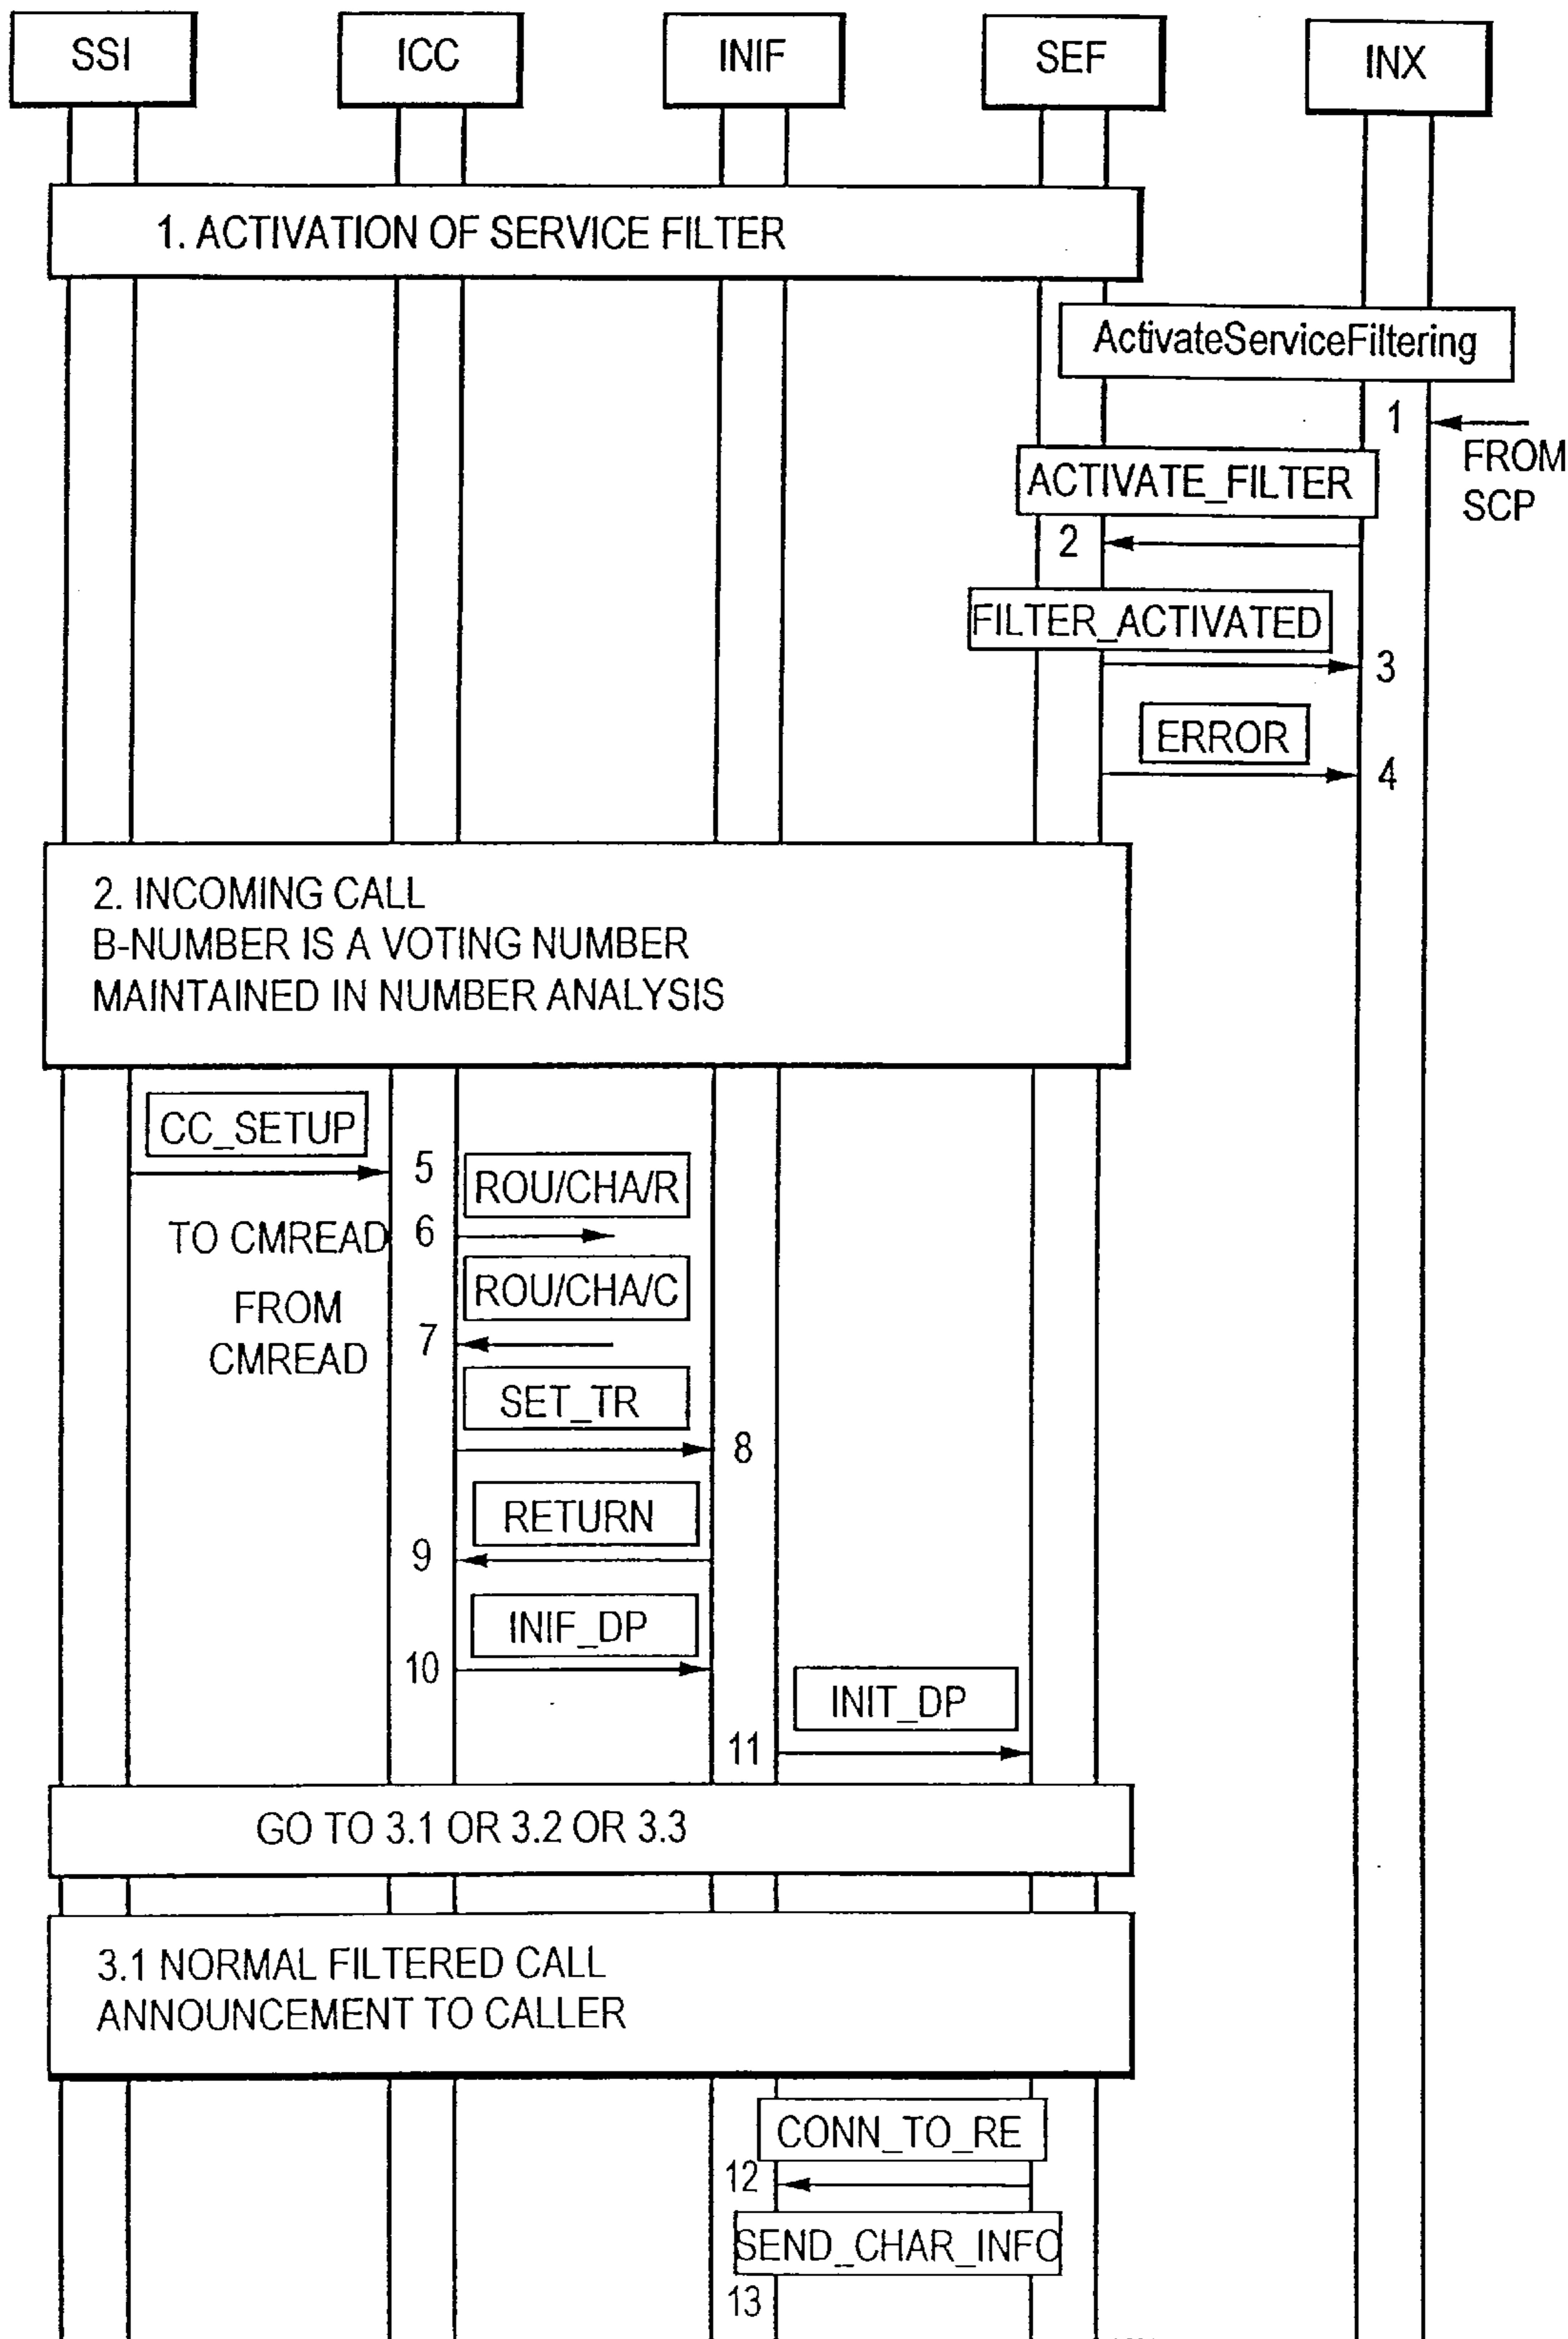 SSI
ICC
INIF
SEF
INX
1. ACTIVATION OF SERVICE FILTER
ActivateServiceFiltering
1
FROM
SCP
ACTIVATE_FILTER
2
FILTER_ACTIVATED
3
ERROR
4
2. INCOMING CALL
B-NUMBER IS A VOTING NUMBER
MAINTAINED IN NUMBER ANALYSIS
CC_SETUP
5
ROU/CHA/R
TO CMREAD
6
ROU/CHA/C
FROM
CMREAD
7
SET_TR
8
RETURN
9
INIF_DP
10
INIT_DP
11
GO TO 3.1 OR 3.2 OR 3.3
3.1 NORMAL FILTERED CALL
ANNOUNCEMENT TO CALLER
CONN_TO_RE
12
SEND_CHAR_INFO
13